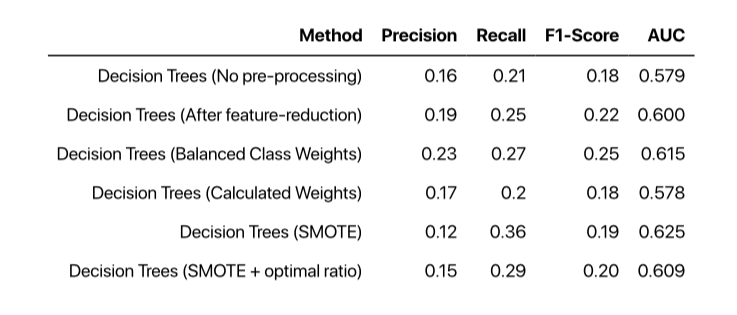 Method Precision Recall F1-Score AUC
Decision Trees (No pre-processing) 0.16 0.21 0.18 0.579
Decision Trees (After feature-reduction) 0.19 0.25 0.22 0.600
Decision Trees (Balanced Class Weights) 0.23 0.27 0.25 0.615
Decision Trees (Calculated Weights) 0.17 0.2 0.18 0.578
Decision Trees (SMOTE) 0.12 0.36 0.19 0.625
Decision Trees (SMOTE + optimal ratio) 0.15 0.29 0.20 0.609